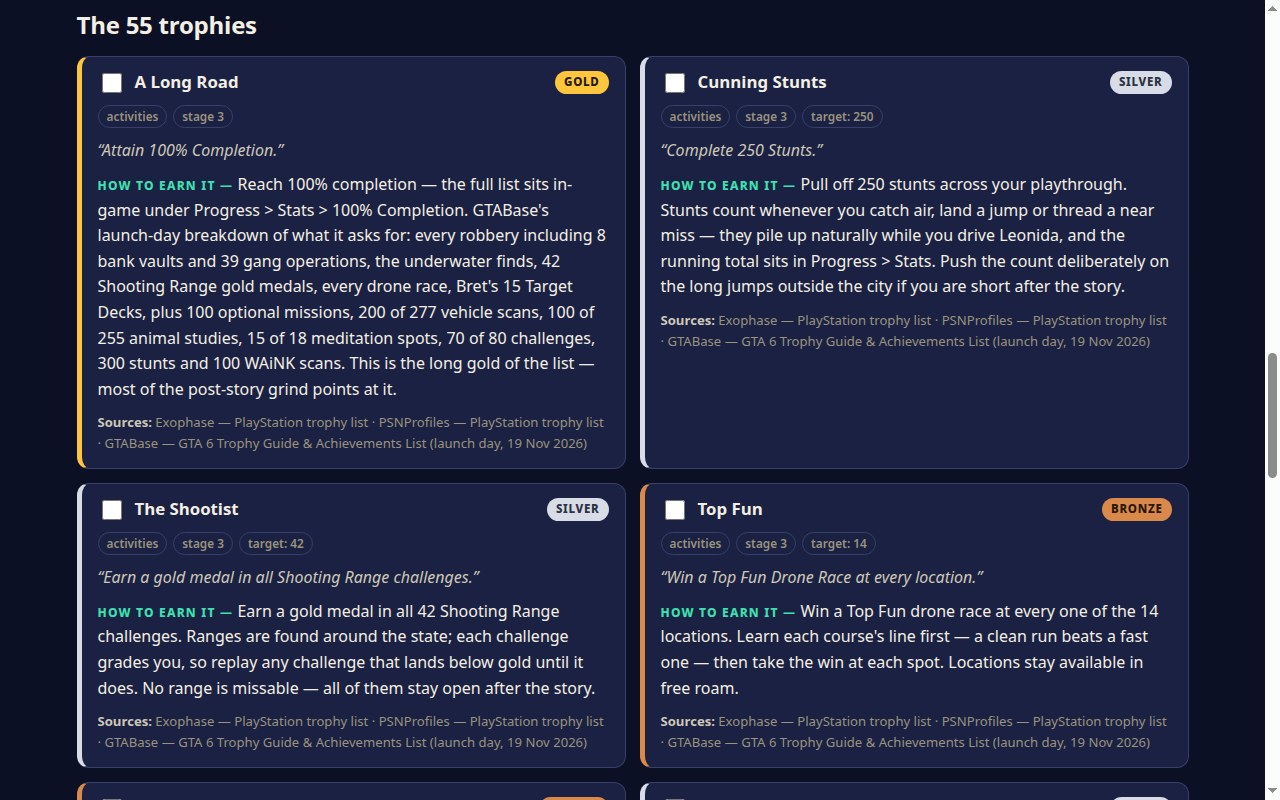 The 55 trophies
A Long Road
GOLD
activities
stage 3
“Attain 100% Completion.”
HOW TO EARN IT — Reach 100% completion — the full list sits in-
game under Progress > Stats > 100% Completion. GTABase's
launch-day breakdown of what it asks for: every robbery including 8
bank vaults and 39 gang operations, the underwater finds, 42
Shooting Range gold medals, every drone race, Bret's 15 Target
Decks, plus 100 optional missions, 200 of 277 vehicle scans, 100 of
255 animal studies, 15 of 18 meditation spots, 70 of 80 challenges,
300 stunts and 100 WAiNK scans. This is the long gold of the list —
most of the post-story grind points at it.
Sources: Exophase — PlayStation trophy list · PSNProfiles — PlayStation trophy list
· GTABase — GTA 6 Trophy Guide & Achievements List (launch day, 19 Nov 2026)
Cunning Stunts
SILVER
activities
stage 3
target: 250
“Complete 250 Stunts.”
HOW TO EARN IT — Pull off 250 stunts across your playthrough.
Stunts count whenever you catch air, land a jump or thread a near
miss — they pile up naturally while you drive Leonida, and the
running total sits in Progress > Stats. Push the count deliberately on
the long jumps outside the city if you are short after the story.
Sources: Exophase — PlayStation trophy list · PSNProfiles — PlayStation trophy list
· GTABase — GTA 6 Trophy Guide & Achievements List (launch day, 19 Nov 2026)
The Shootist
SILVER
activities
stage 3
target: 42
“Earn a gold medal in all Shooting Range challenges.”
HOW TO EARN IT — Earn a gold medal in all 42 Shooting Range
challenges. Ranges are found around the state; each challenge
grades you, so replay any challenge that lands below gold until it
does. No range is missable — all of them stay open after the story.
Sources: Exophase — PlayStation trophy list · PSNProfiles — PlayStation trophy list
· GTABase — GTA 6 Trophy Guide & Achievements List (launch day, 19 Nov 2026)
Top Fun
BRONZE
activities
stage 3
target: 14
“Win a Top Fun Drone Race at every location.”
HOW TO EARN IT — Win a Top Fun drone race at every one of the 14
locations. Learn each course's line first — a clean run beats a fast
one — then take the win at each spot. Locations stay available in
free roam.
Sources: Exophase — PlayStation trophy list · PSNProfiles — PlayStation trophy list
· GTABase — GTA 6 Trophy Guide & Achievements List (launch day, 19 Nov 2026)